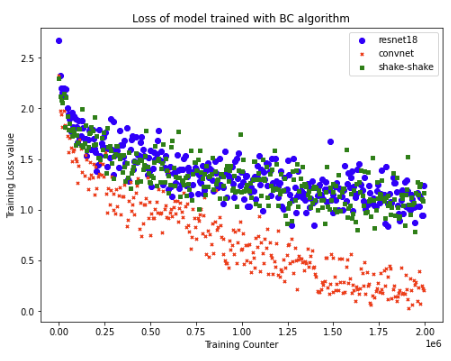 Loss of model trained with BC algorithm
resnet18
convnet
shake-shake
Training Loss value
2.5
2.0
1.5
1.0
0.5
0.0
0.00 0.25 0.50 0.75 1.00 1.25 1.50 1.75 2.00
1e6
Training Counter